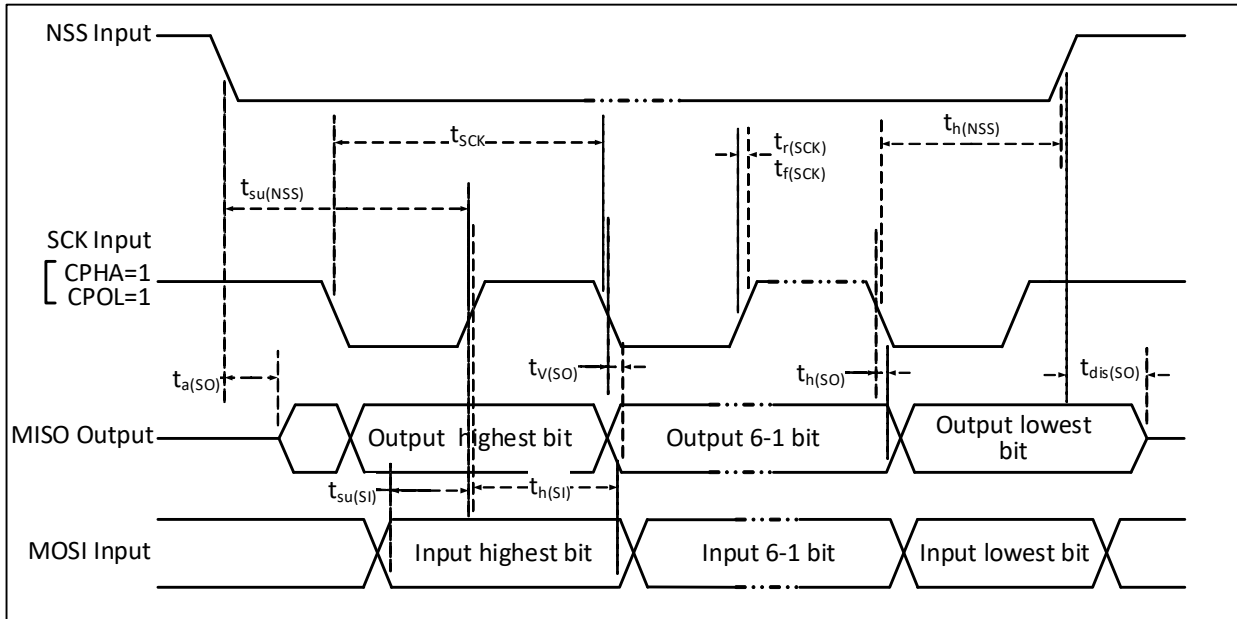 NSS Input
tSCK
tr(SCK)
tf(SCK)
th(NSS)
tsu(NSS)
SCK Input
CPHA=1
CPOL=1
ta(SO)
tV(SO)
th(SO)
tdis(SO)
MISO Output
Output highest bit
Output 6-1 bit
Output lowest
bit
tsu(SI)
th(SI)
MOSI Input
Input highest bit
Input 6-1 bit
Input lowest bit